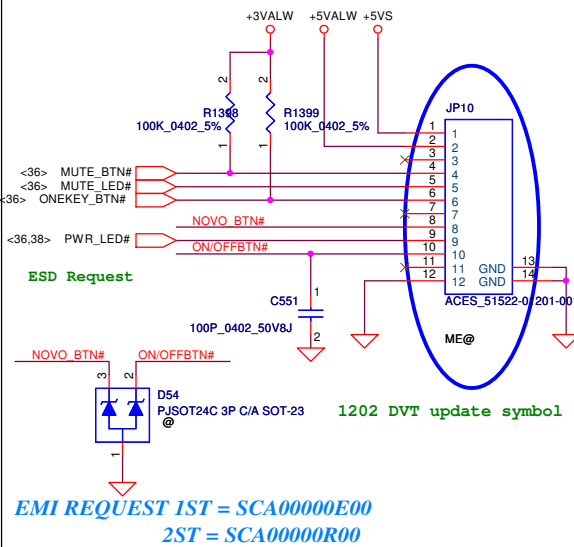 +3VALW +5VALW +5VS
JP10
2 2
R1398 R1399
100K_0402_5% 100K_0402_5%
1 1
1 1
2 2
3 3
<36> MUTE_BTN# 4 4
<36> MUTE_LED# 5 5
<36> ONEKEY_BTN# 6 6
7 7
NOVO_BTN# 8 8
<36,38> PWR_LED# 9 9
ON/OFFBTN# 10 10
11 11 GND 13
12 12 GND 14
ESD Request
ACES_51522-0 201-00
C551 1
100P_0402_50V8J
2
ME@
NOVO_BTN# ON/OFFBTN#
3 2
D54
PJSOT24C 3P C/A SOT-23
@
1
1202 DVT update symbol
EMI REQUEST 1ST = SCA00000E00
2ST = SCA00000R00